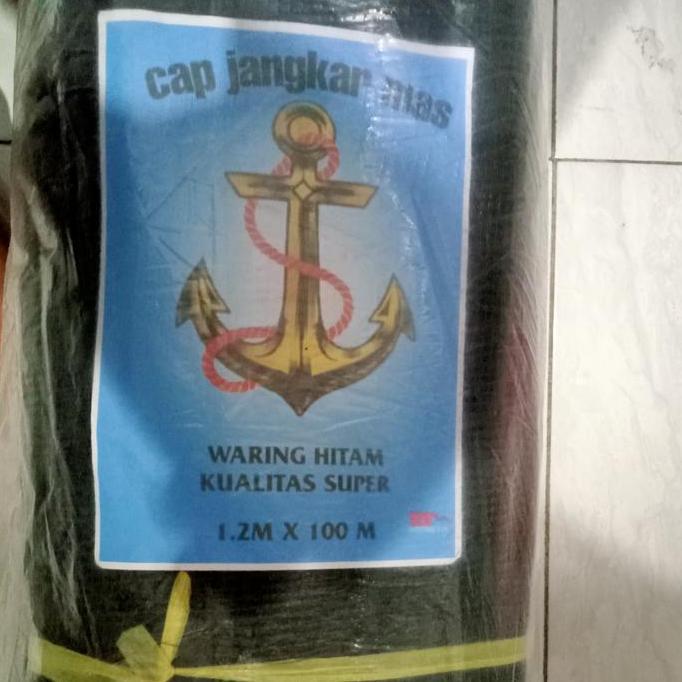 cap jangkar mas
WARING HITAM
KUALITAS SUPER
1.2M X 100 M